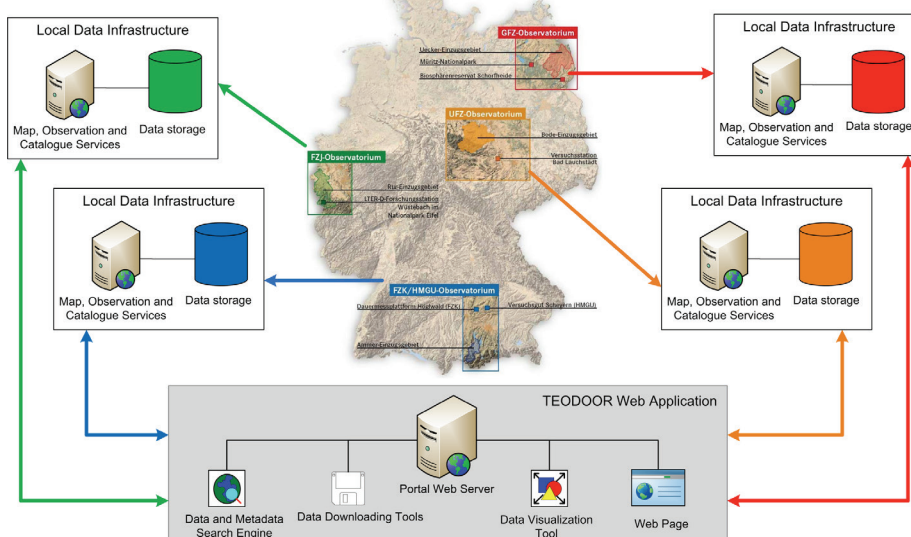 Local Data Infrastructure
Map, Observation and
Catalogue Services
Data storage
GFZ-Observatorium
Uecker-Einzugsgebiet
Müritz-Nationalpark
Biosphärenreservat Schorfheide
Local Data Infrastructure
Map, Observation and
Catalogue Services
Data storage
UFZ-Observatorium
Bode-Einzugsgebiet
Versuchsstation
Bad Lauchstädt
FZJ-Observatorium
Rur-Einzugsgebiet
LTER-D-Forschungsstation
Wüstebach im
Nationalpark Eifel
Local Data Infrastructure
Map, Observation and
Catalogue Services
Data storage
Local Data Infrastructure
Map, Observation and
Catalogue Services
Data storage
FZK/HMGU-Observatorium
Dauermessplattform Höglwald (FZK)
Versuchsgut Scheyern (HMGU)
Ammer-Einzugsgebiet
TEODOOR Web Application
Portal Web Server
Data and Metadata
Search Engine
Data Downloading Tools
Data Visualization
Tool
Web Page